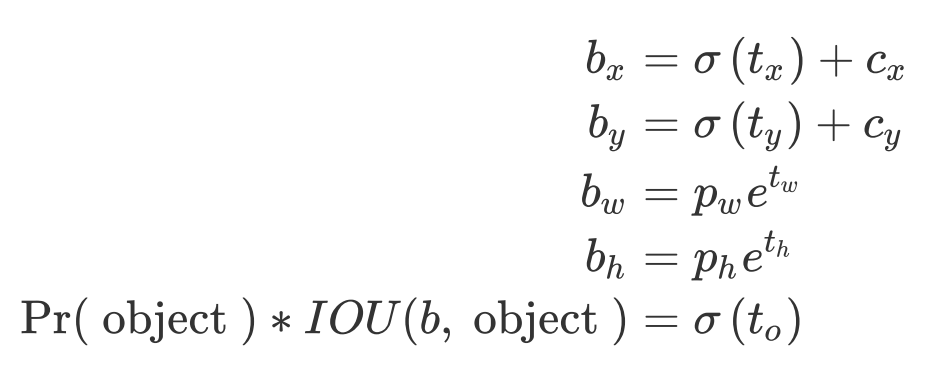 b_x = σ(t_x) + c_x
b_y = σ(t_y) + c_y
b_w = p_w e^{t_w}
b_h = p_h e^{t_h}
Pr( object ) * IOU(b, object ) = σ(t_o)